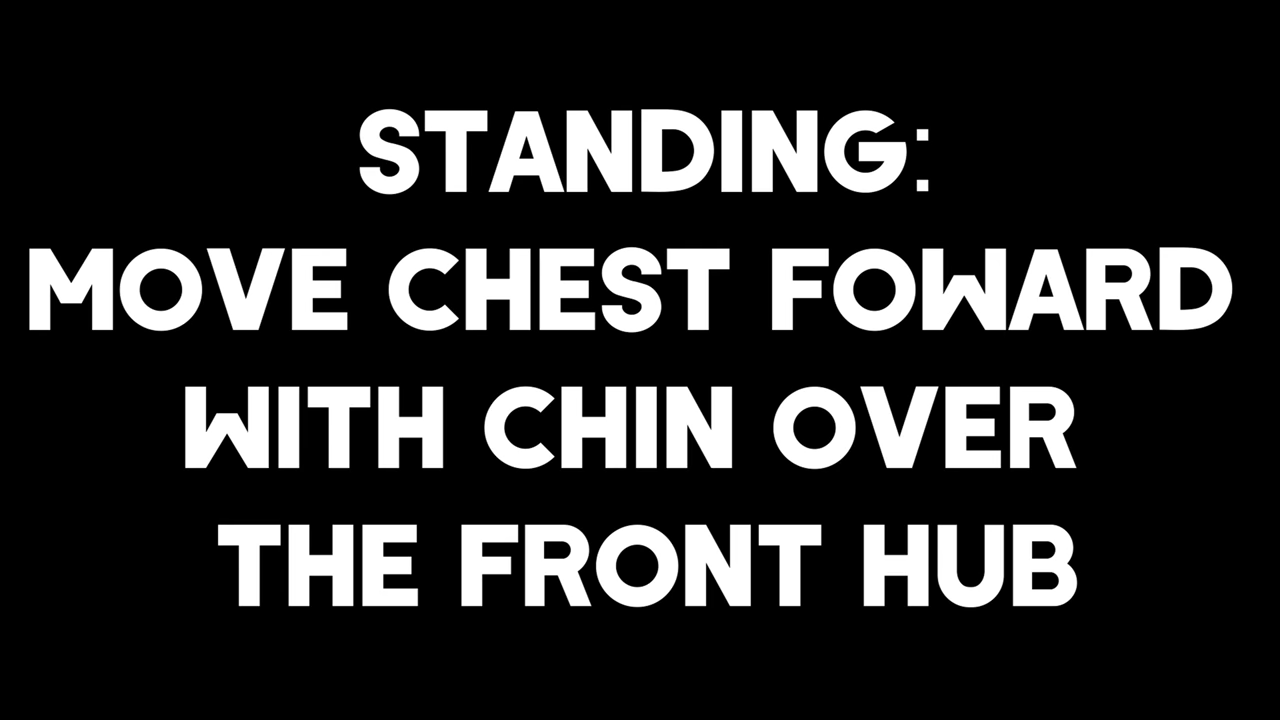 STANDING:
MOVE CHEST FOWARD
WITH CHIN OVER
THE FRONT HUB